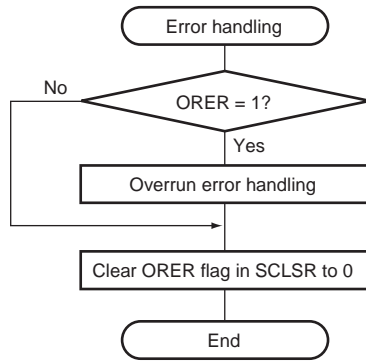 Error handling
No
ORER = 1?
Yes
Overrun error handling
Clear ORER flag in SCLSR to 0
End